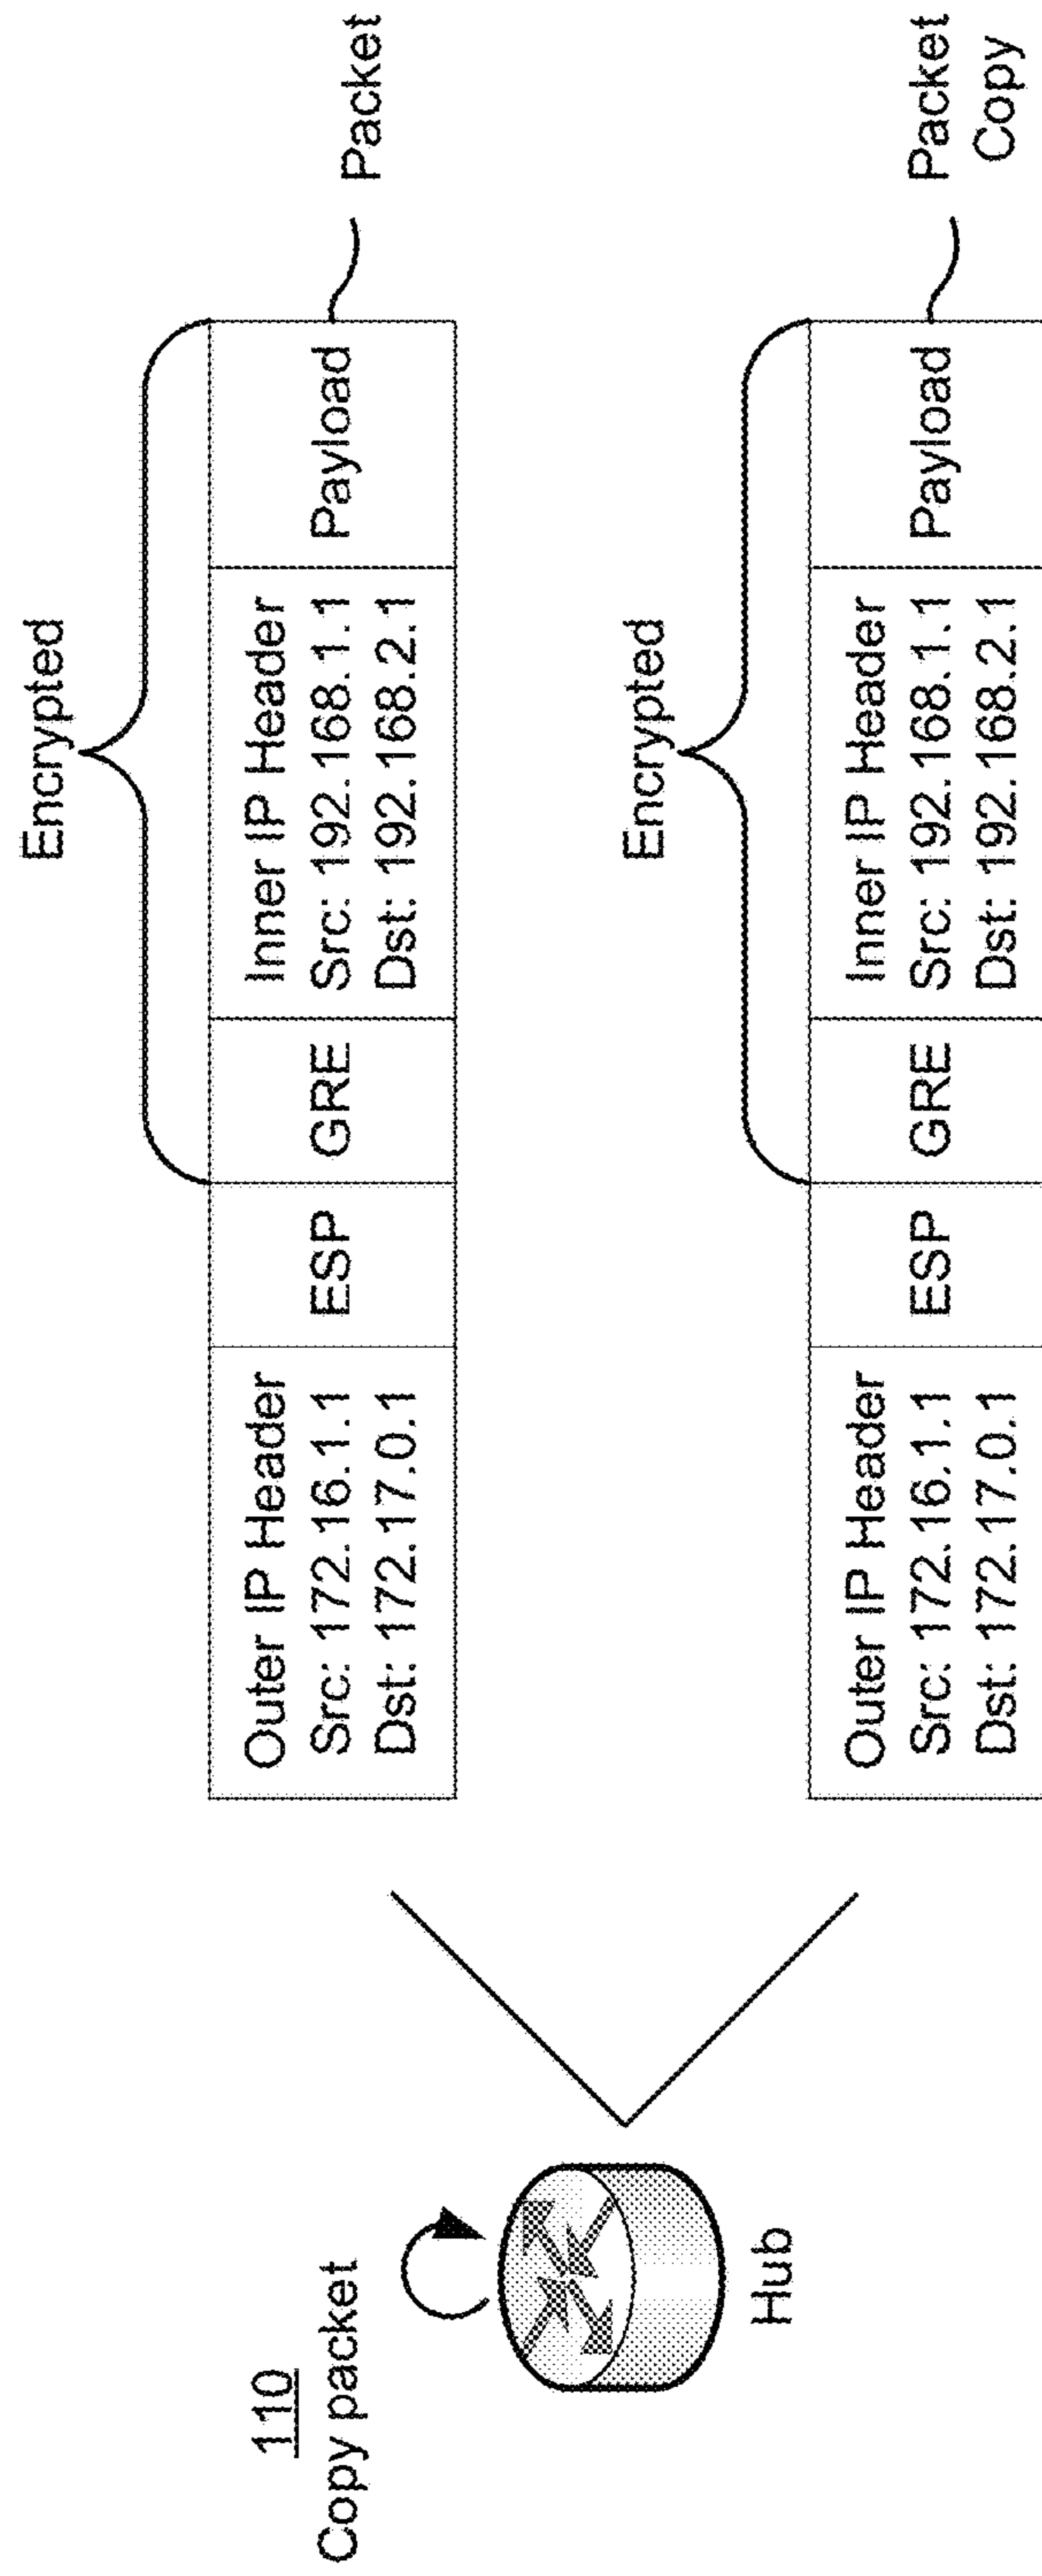 110
Copy packet
Hub
Encrypted
Outer IP Header
Src: 172.16.1.1
Dst: 172.17.0.1
ESP
GRE
Inner IP Header
Src: 192.168.1.1
Dst: 192.168.2.1
Payload
Packet
Encrypted
Outer IP Header
Src: 172.16.1.1
Dst: 172.17.0.1
ESP
GRE
Inner IP Header
Src: 192.168.1.1
Dst: 192.168.2.1
Payload
Packet
Copy